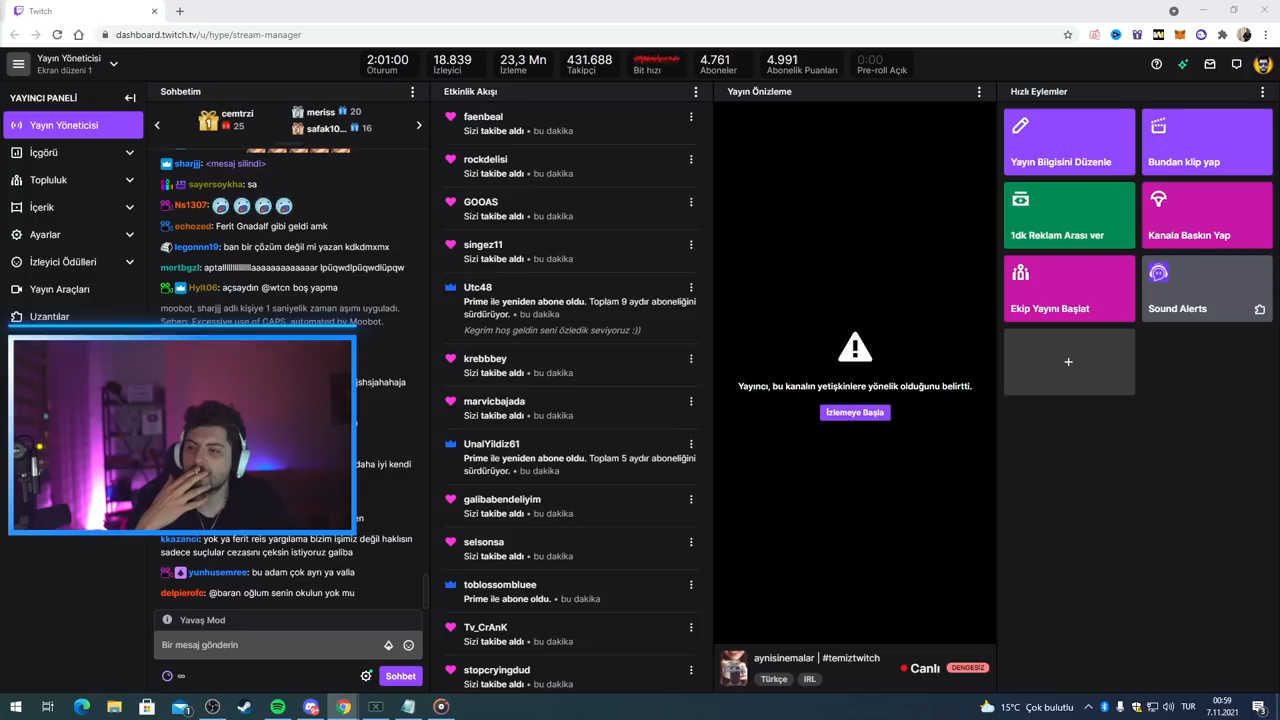 Twitch
dashboard.twitch.tv/u/hype/stream-manager
Yayın Yöneticisi
Ekran düzeni 1
2:01:00
Oturum
18.839
İzleyici
23,3 Mn
İzleme
431.688
Takipçi
Bit hızı
4.761
Aboneler
4.991
Abonelik Puanları
0:00
Pre-roll Açık
YAYINCI PANELİ
Yayın Yöneticisi
İçgörü
Topluluk
İçerik
Ayarlar
İzleyici Ödülleri
Yayın Araçları
Uzantılar
Sohbetim
1
cemtrzi
25
meriss 20
safak10... 16
sharjjj: <mesaj silindi>
sayersoykha: sa
Ns1307:
echozed: Ferit Gnadalf gibi geldi amk
legonnn19: ban bir çözüm değil mi yazan kdkdmxmx
mertbgzi: aptallllllllllllaaaaaaaaaaaar lpüqwdlpüqwdlüpqw
Hylt06: açsaydın @wtcn boş yapma
moobot, sharjjj adlı kişiye 1 saniyelik zaman aşımı uyguladı.
Sebep: Excessive use of CAPS, automated by Moobot.
jshsjahahaja
daha iyi kendi
en
kkazanci: yok ya ferit reis yargılama bizim işimiz değil haklısın
sadece suçlular cezasını çeksin istiyoruz galiba
yunhusemree: bu adam çok ayrı ya valla
delpierofc: @baran oğlum senin okulun yok mu
Yavaş Mod
Bir mesaj gönderin
∞
Sohbet
Etkinlik Akışı
faenbeal
Sizi takibe aldı • bu dakika
rockdelisi
Sizi takibe aldı • bu dakika
GOOAS
Sizi takibe aldı • bu dakika
singez11
Sizi takibe aldı • bu dakika
Utc48
Prime ile yeniden abone oldu. Toplam 9 aydır aboneliğini
sürdürüyor. • bu dakika
Kegrim hoş geldin seni özledik seviyoruz :))
krebbbey
Sizi takibe aldı • bu dakika
marvicbajada
Sizi takibe aldı • bu dakika
UnalYildiz61
Prime ile yeniden abone oldu. Toplam 5 aydır aboneliğini
sürdürüyor. • bu dakika
galibabendeliyim
Sizi takibe aldı • bu dakika
selsonsa
Sizi takibe aldı • bu dakika
toblossombluee
Prime ile abone oldu. • bu dakika
Tv_CrAnK
Sizi takibe aldı • bu dakika
stopcryingdud
Sizi takibe aldı • bu dakika
Yayın Önizleme
Yayıncı, bu kanalın yetişkinlere yönelik olduğunu belirtti.
İzlemeye Başla
aynisinemalar | #temiztwitch
Türkçe
IRL
Canlı
DENGESİZ
Hızlı Eylemler
Yayın Bilgisini Düzenle
Bundan klip yap
1dk Reklam Arası ver
Kanala Baskın Yap
Ekip Yayını Başlat
Sound Alerts
+
15°C Çok bulutlu
TUR
00:59
7.11.2021